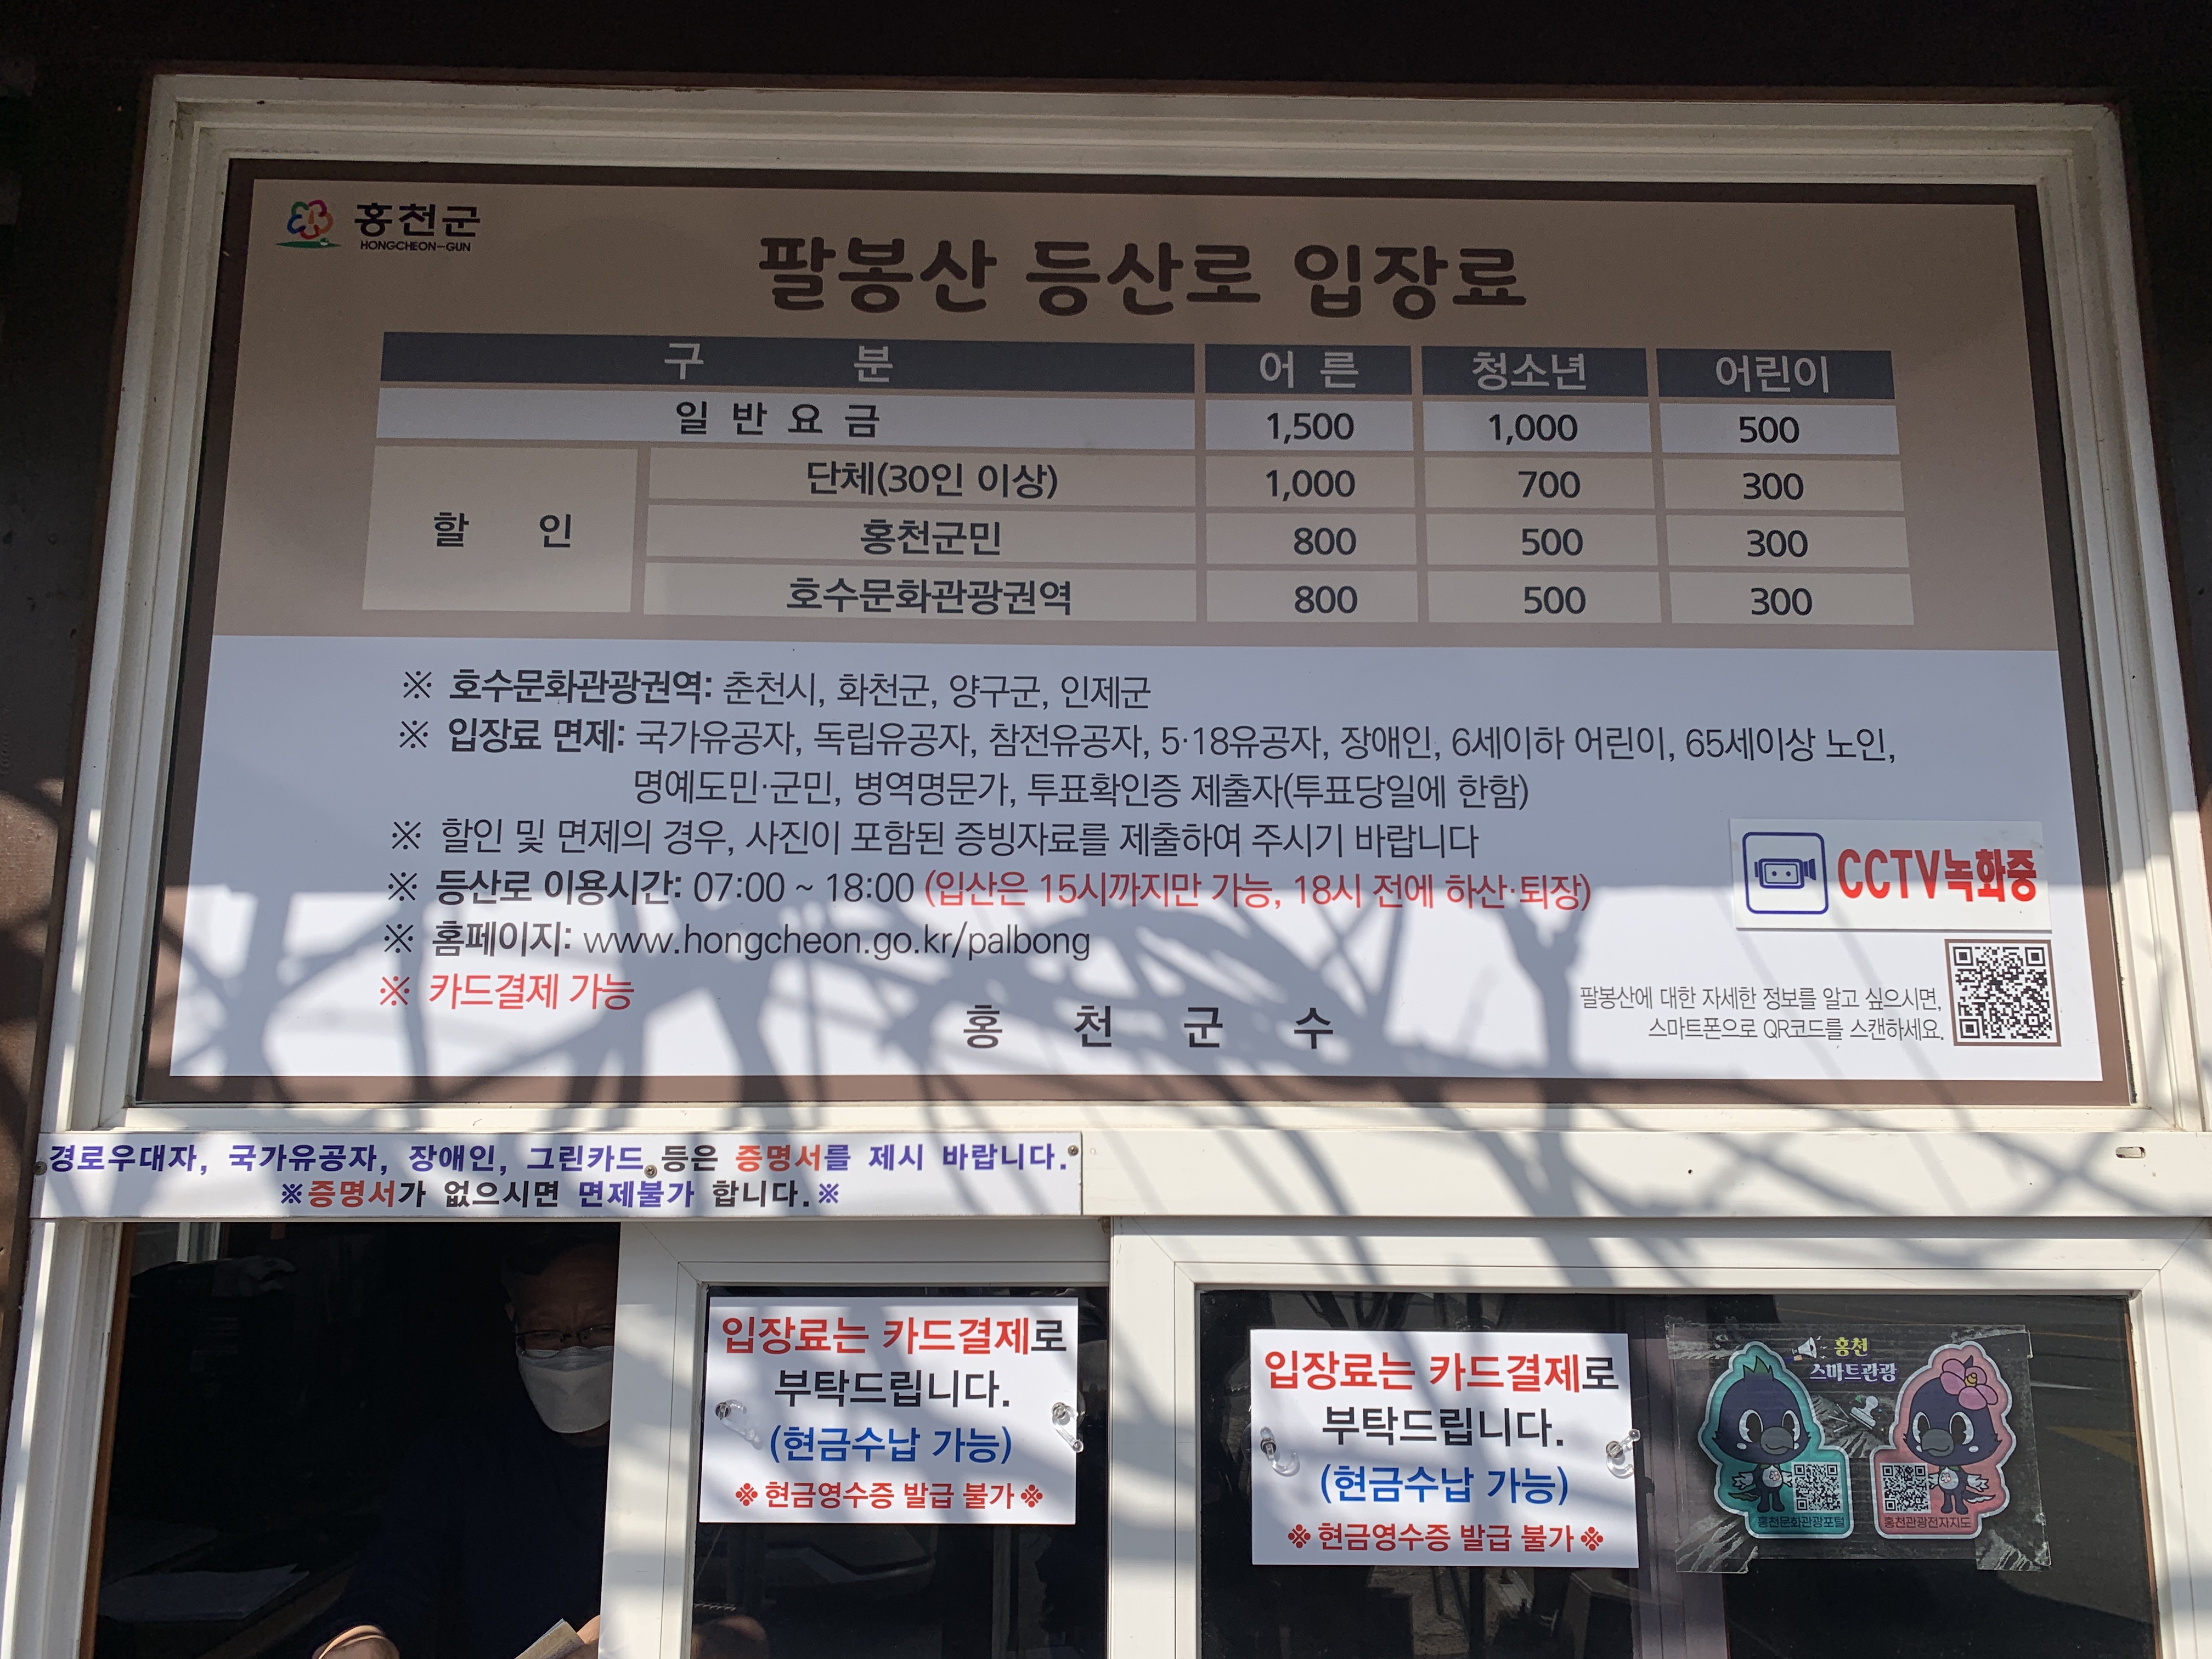 홍천군
HONGCHEON-GUN
팔봉산 등산로 입장료
구 분 어 른 청소년 어린이
일 반 요 금 1,500 1,000 500
할 인
단체(30인 이상) 1,000 700 300
홍천군민 800 500 300
호수문화관광권역 800 500 300
※ 호수문화관광권역: 춘천시, 화천군, 양구군, 인제군
※ 입장료 면제: 국가유공자, 독립유공자, 참전유공자, 5·18유공자, 장애인, 6세이하 어린이, 65세이상 노인,
명예도민·군민, 병역명문가, 투표확인증 제출자(투표당일에 한함)
※ 할인 및 면제의 경우, 사진이 포함된 증빙자료를 제출하여 주시기 바랍니다
※ 등산로 이용시간: 07:00 ~ 18:00 (입산은 15시까지만 가능, 18시 전에 하산·퇴장)
※ 홈페이지: www.hongcheon.go.kr/palbong
※ 카드결제 가능
홍 천 군 수
CCTV녹화중
팔봉산에 대한 자세한 정보를 알고 싶으시면,
스마트폰으로 QR코드를 스캔하세요.
경로우대자, 국가유공자, 장애인, 그린카드 등은 증명서를 제시 바랍니다.
※증명서가 없으시면 면제불가 합니다.※
입장료는 카드결제로
부탁드립니다.
(현금수납 가능)
※ 현금영수증 발급 불가 ※
입장료는 카드결제로
부탁드립니다.
(현금수납 가능)
※ 현금영수증 발급 불가 ※
홍천
스마트관광
홍천문화관광포털
홍천관광전자지도